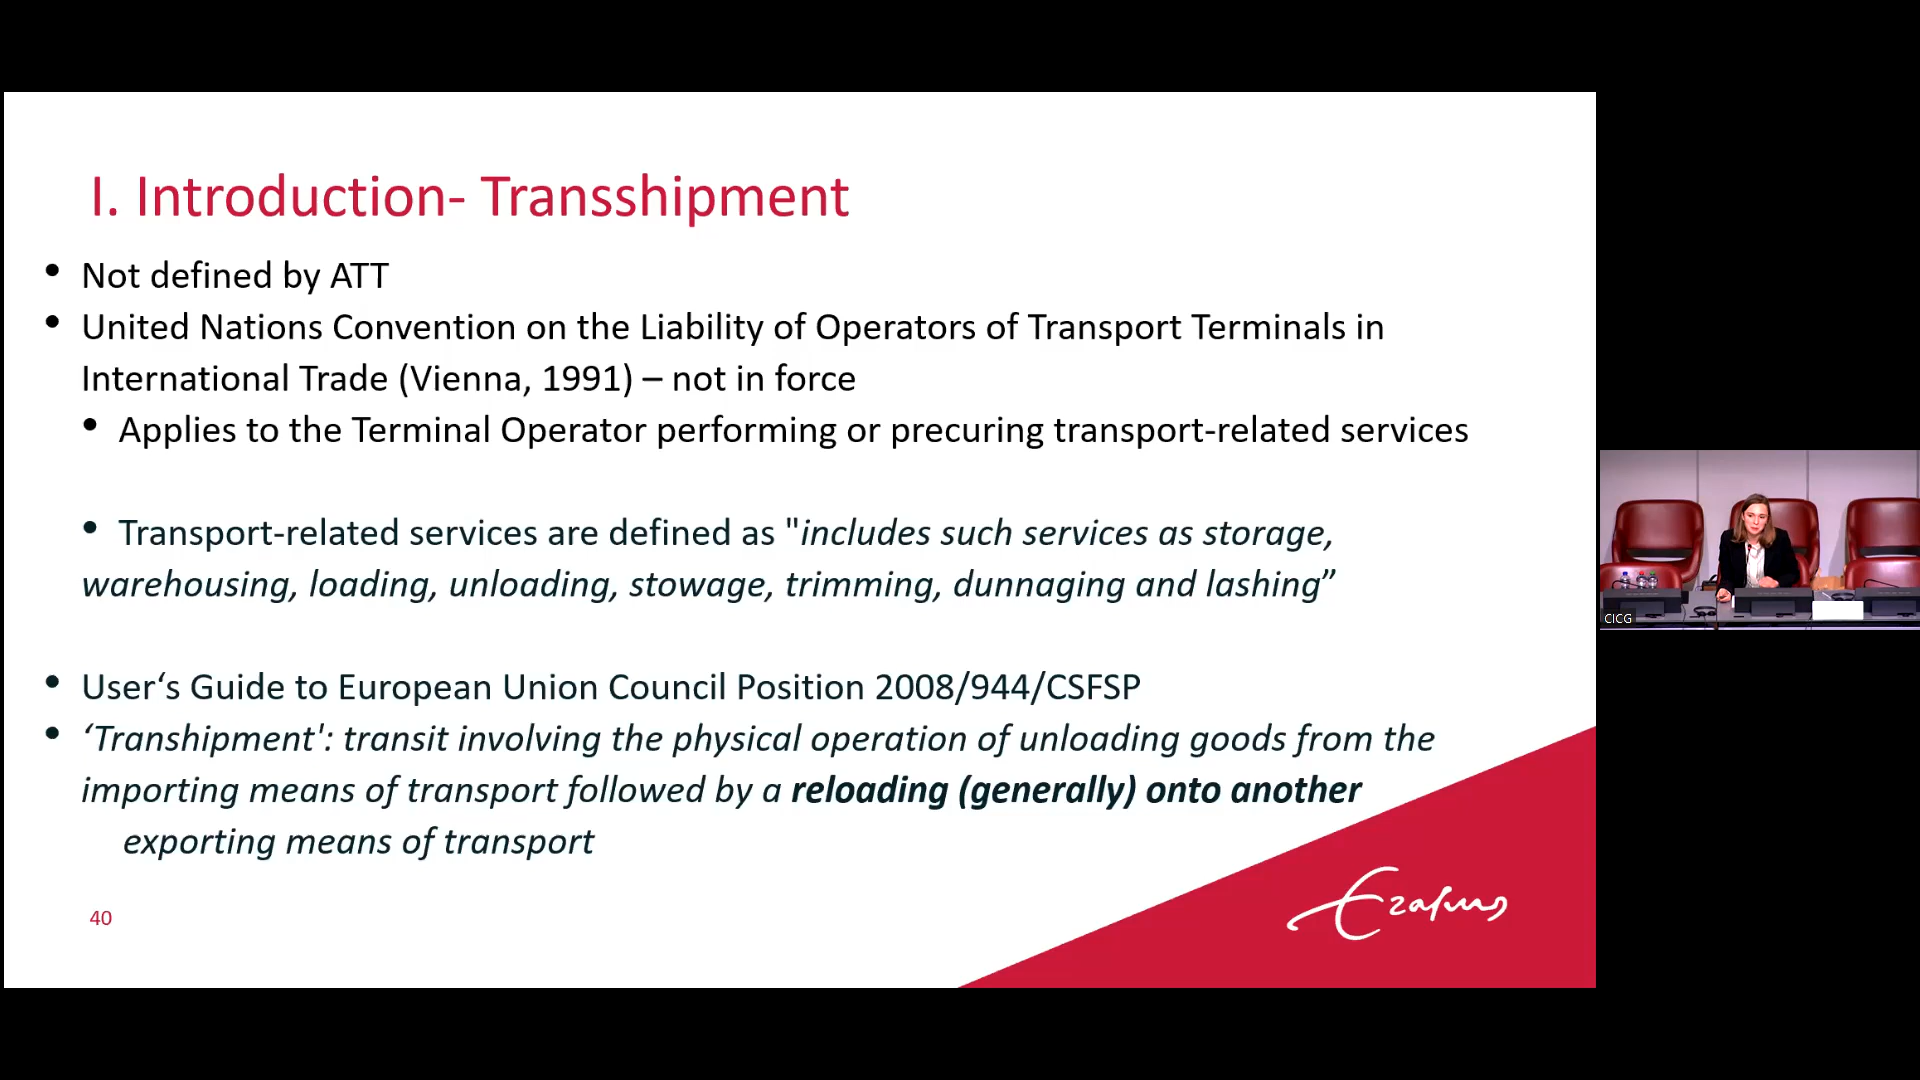 I. Introduction- Transshipment
• Not defined by ATT
• United Nations Convention on the Liability of Operators of Transport Terminals in
International Trade (Vienna, 1991) – not in force
• Applies to the Terminal Operator performing or precuring transport-related services
• Transport-related services are defined as "includes such services as storage,
warehousing, loading, unloading, stowage, trimming, dunnaging and lashing”
• User‘s Guide to European Union Council Position 2008/944/CSFSP
• ‘Transhipment': transit involving the physical operation of unloading goods from the
importing means of transport followed by a reloading (generally) onto another
exporting means of transport
40
Erasmus
CICG